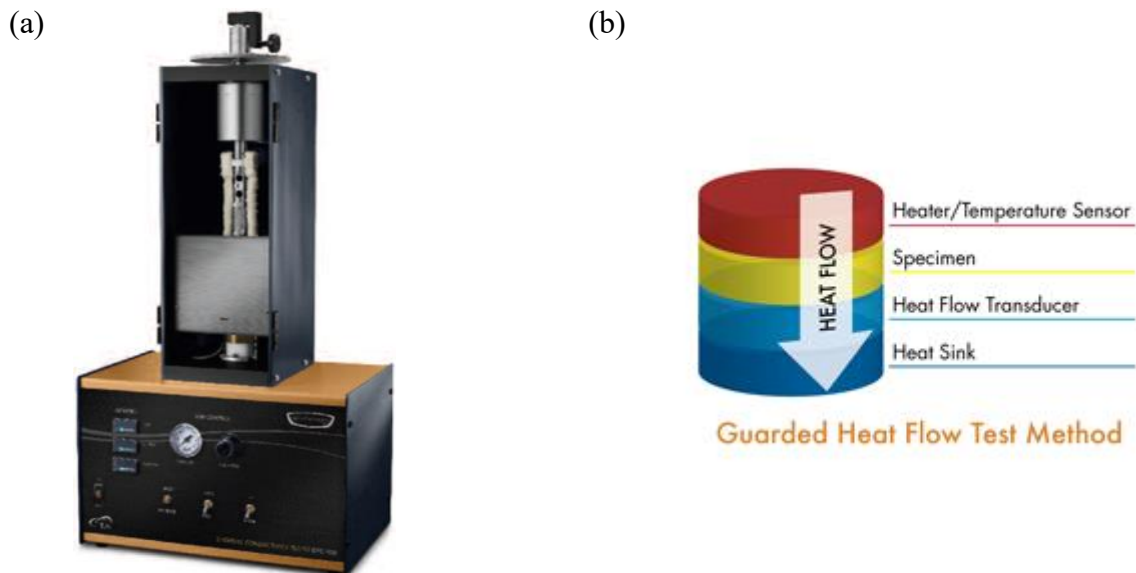 (a)
(b)
Heater/Temperature Sensor
Specimen
Heat Flow Transducer
Heat Sink
HEAT FLOW
Guarded Heat Flow Test Method